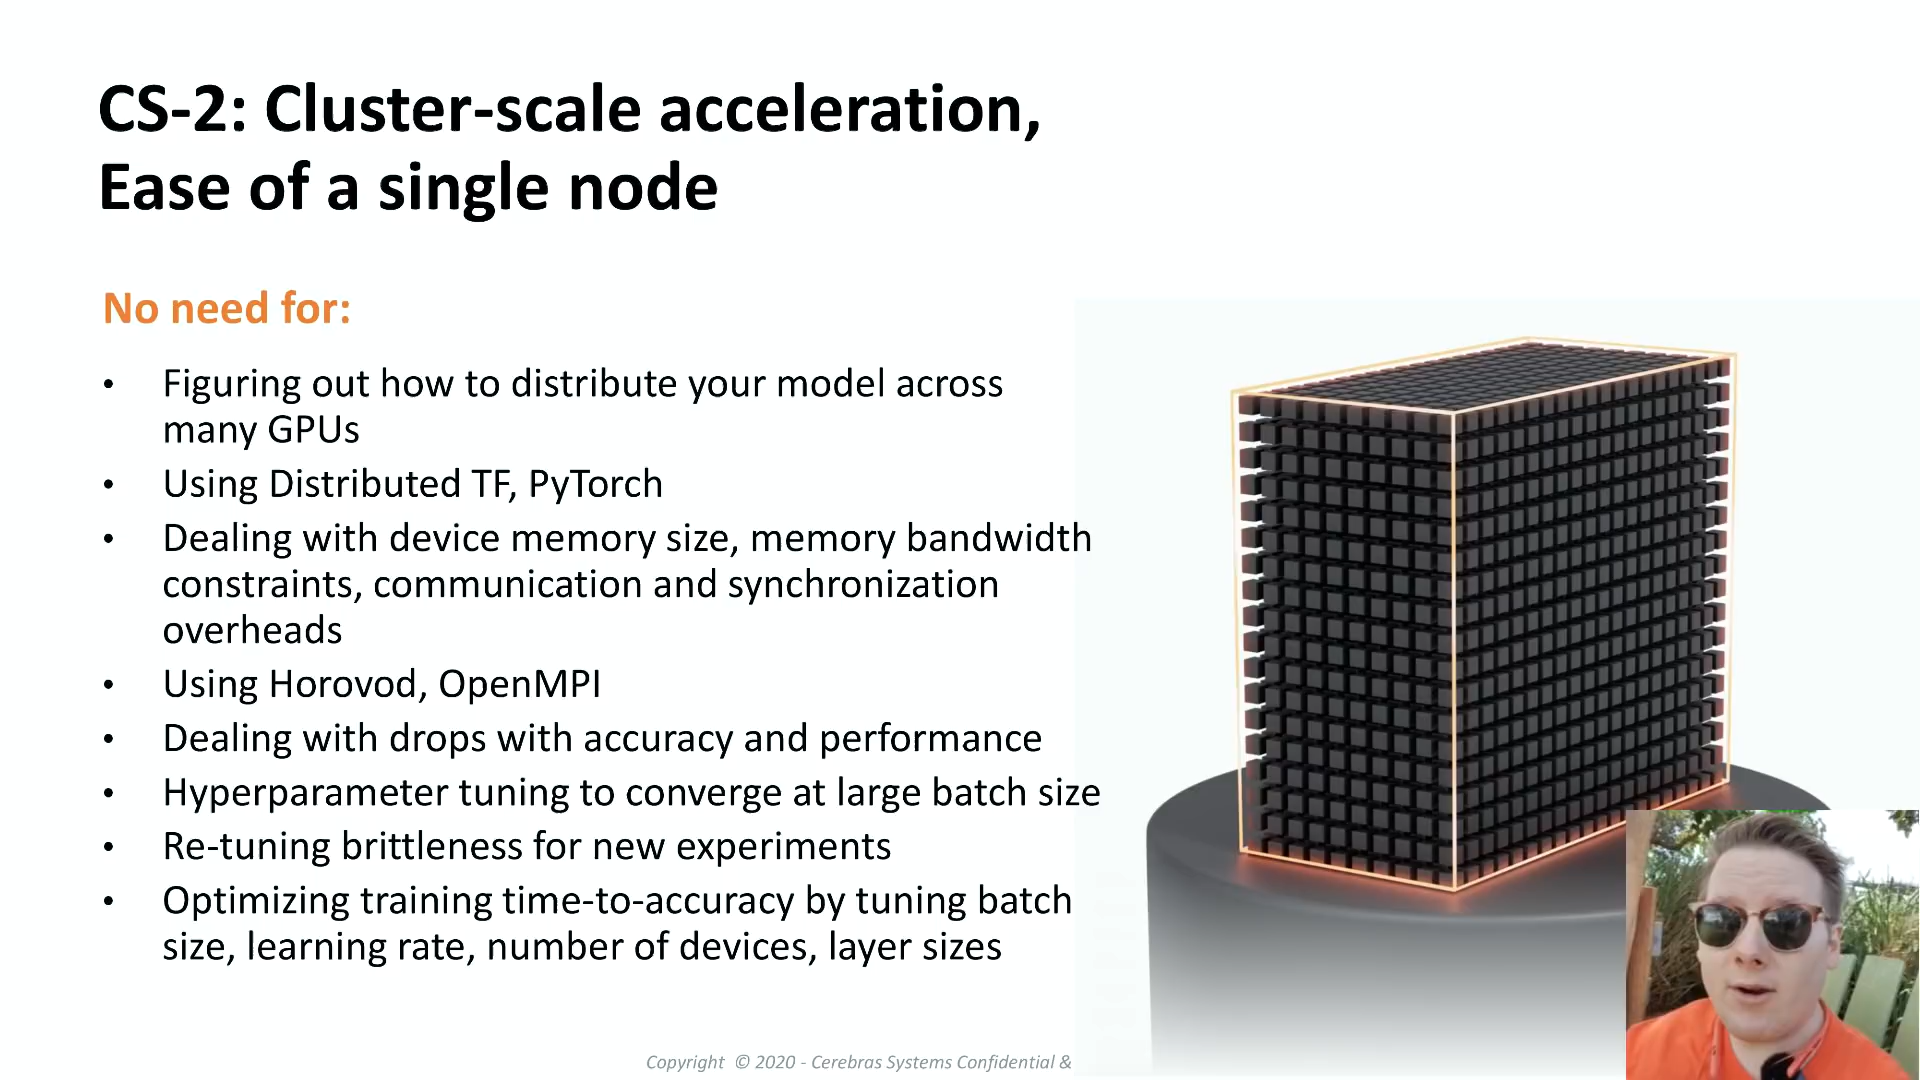 CS-2: Cluster-scale acceleration,
Ease of a single node
No need for:
• Figuring out how to distribute your model across
many GPUs
• Using Distributed TF, PyTorch
• Dealing with device memory size, memory bandwidth
constraints, communication and synchronization
overheads
• Using Horovod, OpenMPI
• Dealing with drops with accuracy and performance
• Hyperparameter tuning to converge at large batch size
• Re-tuning brittleness for new experiments
• Optimizing training time-to-accuracy by tuning batch
size, learning rate, number of devices, layer sizes
Copyright © 2020 - Cerebras Systems Confidential &